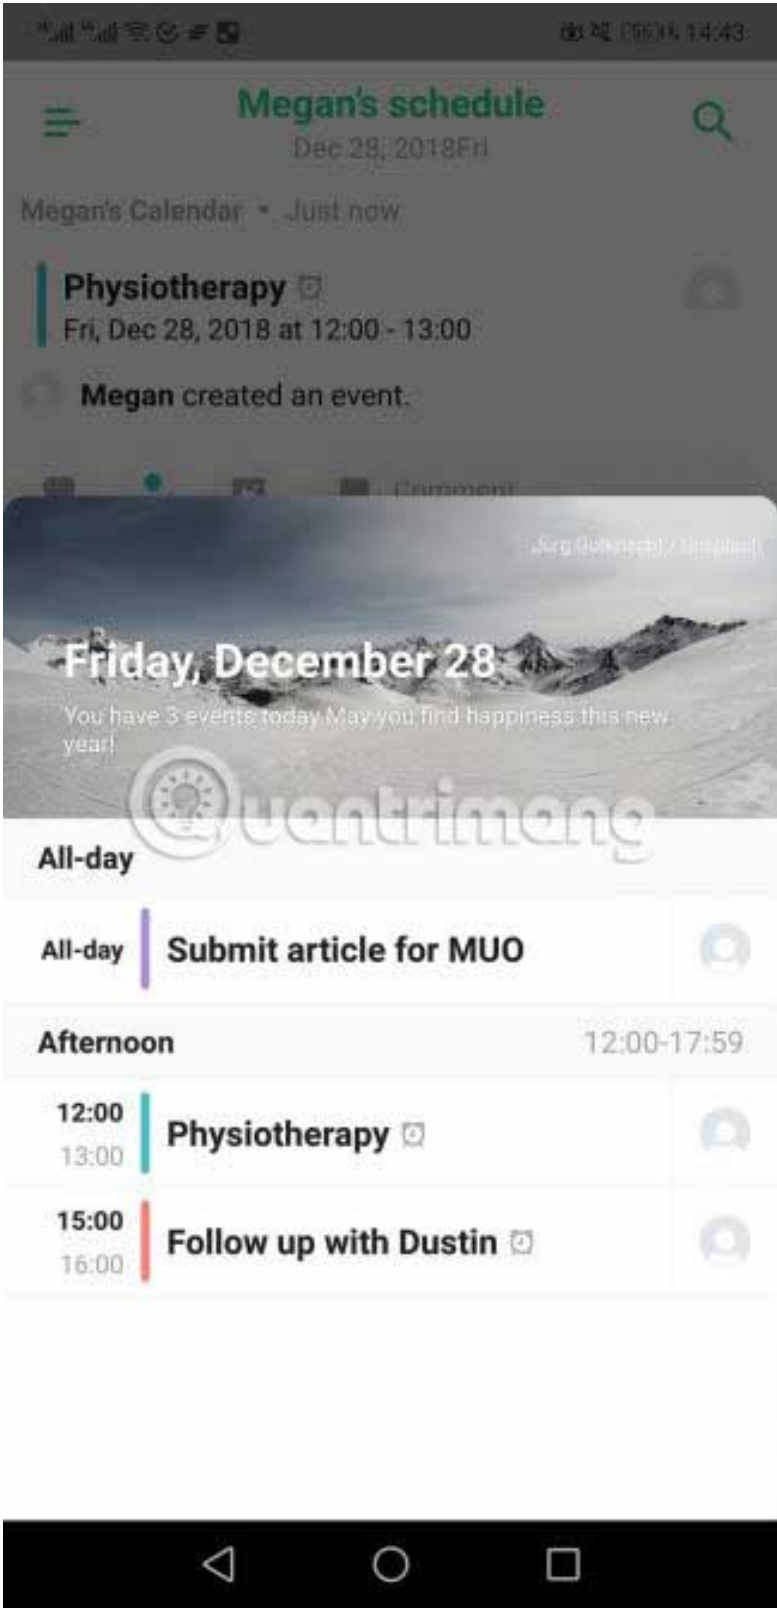 14:43
Megan's schedule
Dec 28, 2018Fri
Megan's Calendar • Just now
Physiotherapy
Fri, Dec 28, 2018 at 12:00 - 13:00
Megan created an event.
Comment
Friday, December 28
You have 3 events today.May you find happiness this new
year!
Quantrimang
All-day
All-day Submit article for MUO
Afternoon 12:00-17:59
12:00
Physiotherapy
13:00
15:00
Follow up with Dustin
16:00